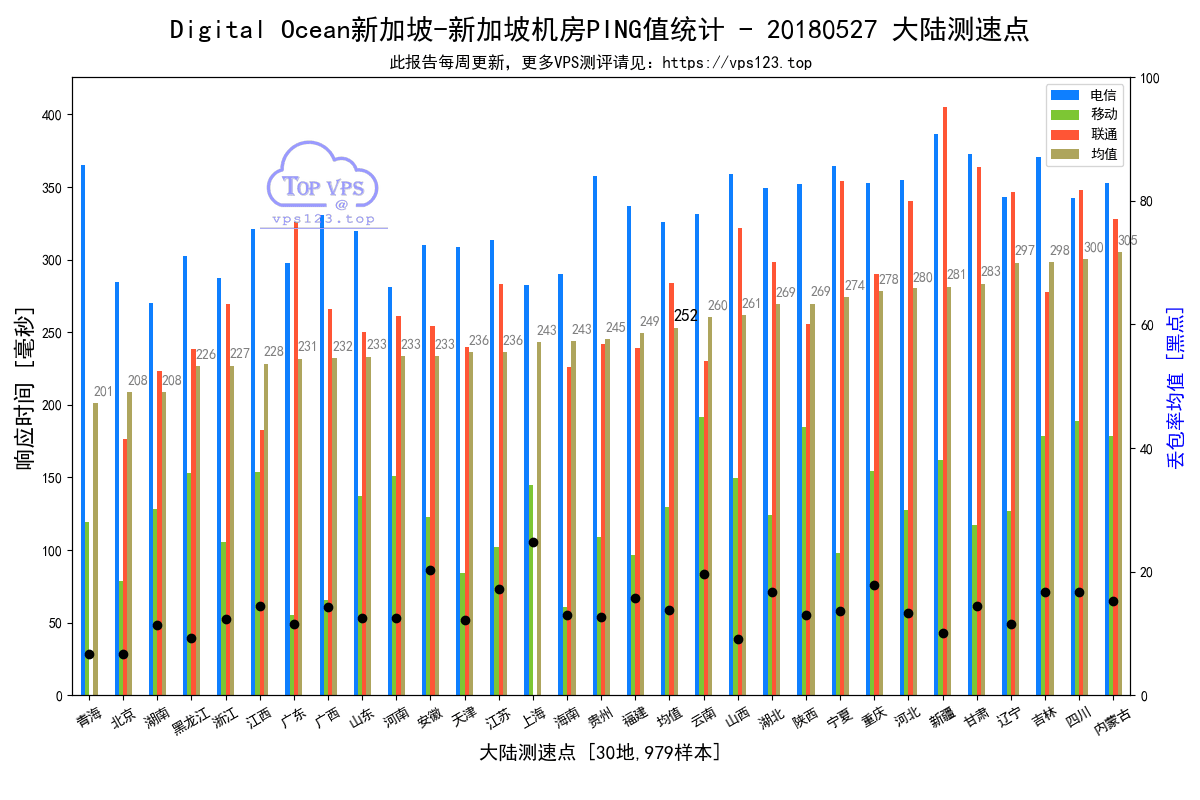 Digital Ocean新加坡-新加坡机房PING值统计 - 20180527 大陆测速点
此报告每周更新，更多VPS测评请见：https://vps123.top
电信
移动
联通
均值
TOP VPS
@
vps123.top
响应时间 [毫秒]
400
350
300
250
200
150
100
50
0
100
80
60
40
20
0
丢包率均值 [黑点]
201 208 208 226 227 228 231 232 233 233 233 236 236 243 243 245 249 252 260 261 269 269 274 278 280 281 283 297 298 300 305
青海 北京 湖南 黑龙江 浙江 江西 广东 广西 山东 河南 安徽 天津 江苏 上海 海南 贵州 福建 均值 云南 山西 湖北 陕西 宁夏 重庆 河北 新疆 甘肃 辽宁 吉林 四川 内蒙古
大陆测速点 [30地,979样本]